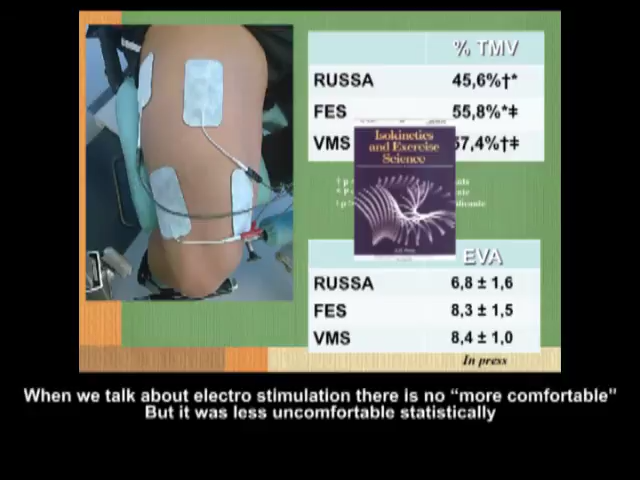 % TMV
RUSSA 45,6%†*
FES 55,8%*ǂ
VMS 57,4%†ǂ
Isokinetics
and Exercise
Science
EVA
RUSSA 6,8 ± 1,6
FES 8,3 ± 1,5
VMS 8,4 ± 1,0
In press
When we talk about electro stimulation there is no “more comfortable”
But it was less uncomfortable statistically